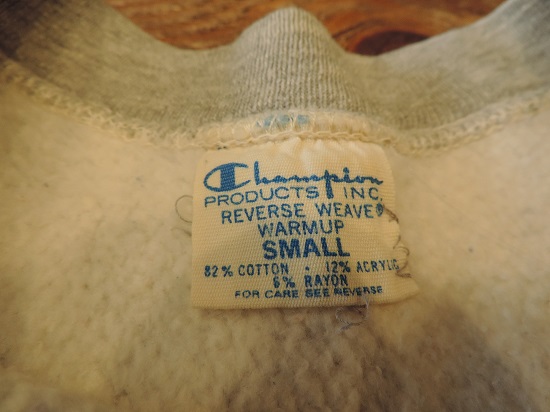 Champion
PRODUCTS INC.
REVERSE WEAVE®
WARMUP
SMALL
82% COTTON · 12% ACRYLIC
6% RAYON
FOR CARE SEE REVERSE